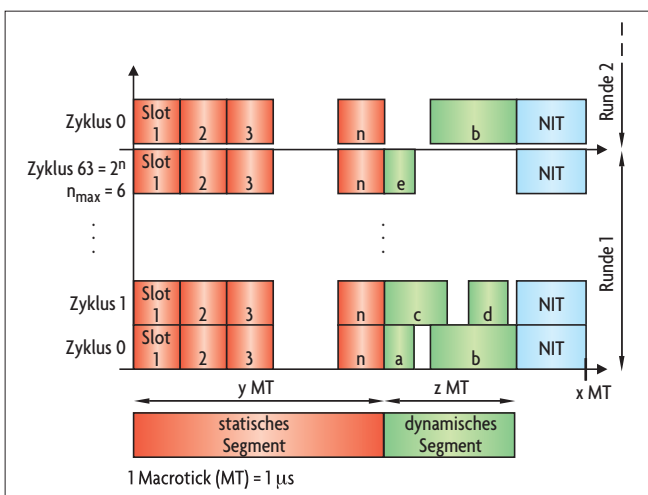 Runde 2
Zyklus 0
Slot 1 2 3 n b NIT
Zyklus 63 = 2ⁿ
nmax = 6
Slot 1 2 3 n e NIT
Runde 1
Zyklus 1
Slot 1 2 3 n c d NIT
Zyklus 0
Slot 1 2 3 n a b NIT
y MT z MT x MT
statisches Segment
dynamisches Segment
1 Macrotick (MT) = 1 µs